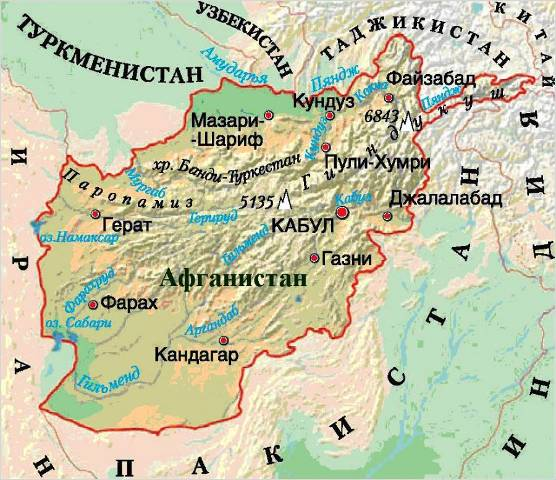 ТУРКМЕНИСТАН
УЗБЕКИСТАН
ТАДЖИКИСТАН
КИТАЙ
Амударья
Пяндж
Кокча
Файзабад
Пяндж
Кундуз
6843
Мазари-
-Шариф
Кундуз
Гиндукуш
хр. Банди-Туркестан
Пули-Хумри
Паропамиз
Мургаб
5135
Кабул
Джалалабад
Герируд
КАБУЛ
Герат
оз.Намаксар
Гильменд
Газни
Афганистан
Фарахруд
Фарах
оз. Сабари
Аргандаб
Кандагар
Гильменд
ИРАН
ПАКИСТАН
ИНДИЯ